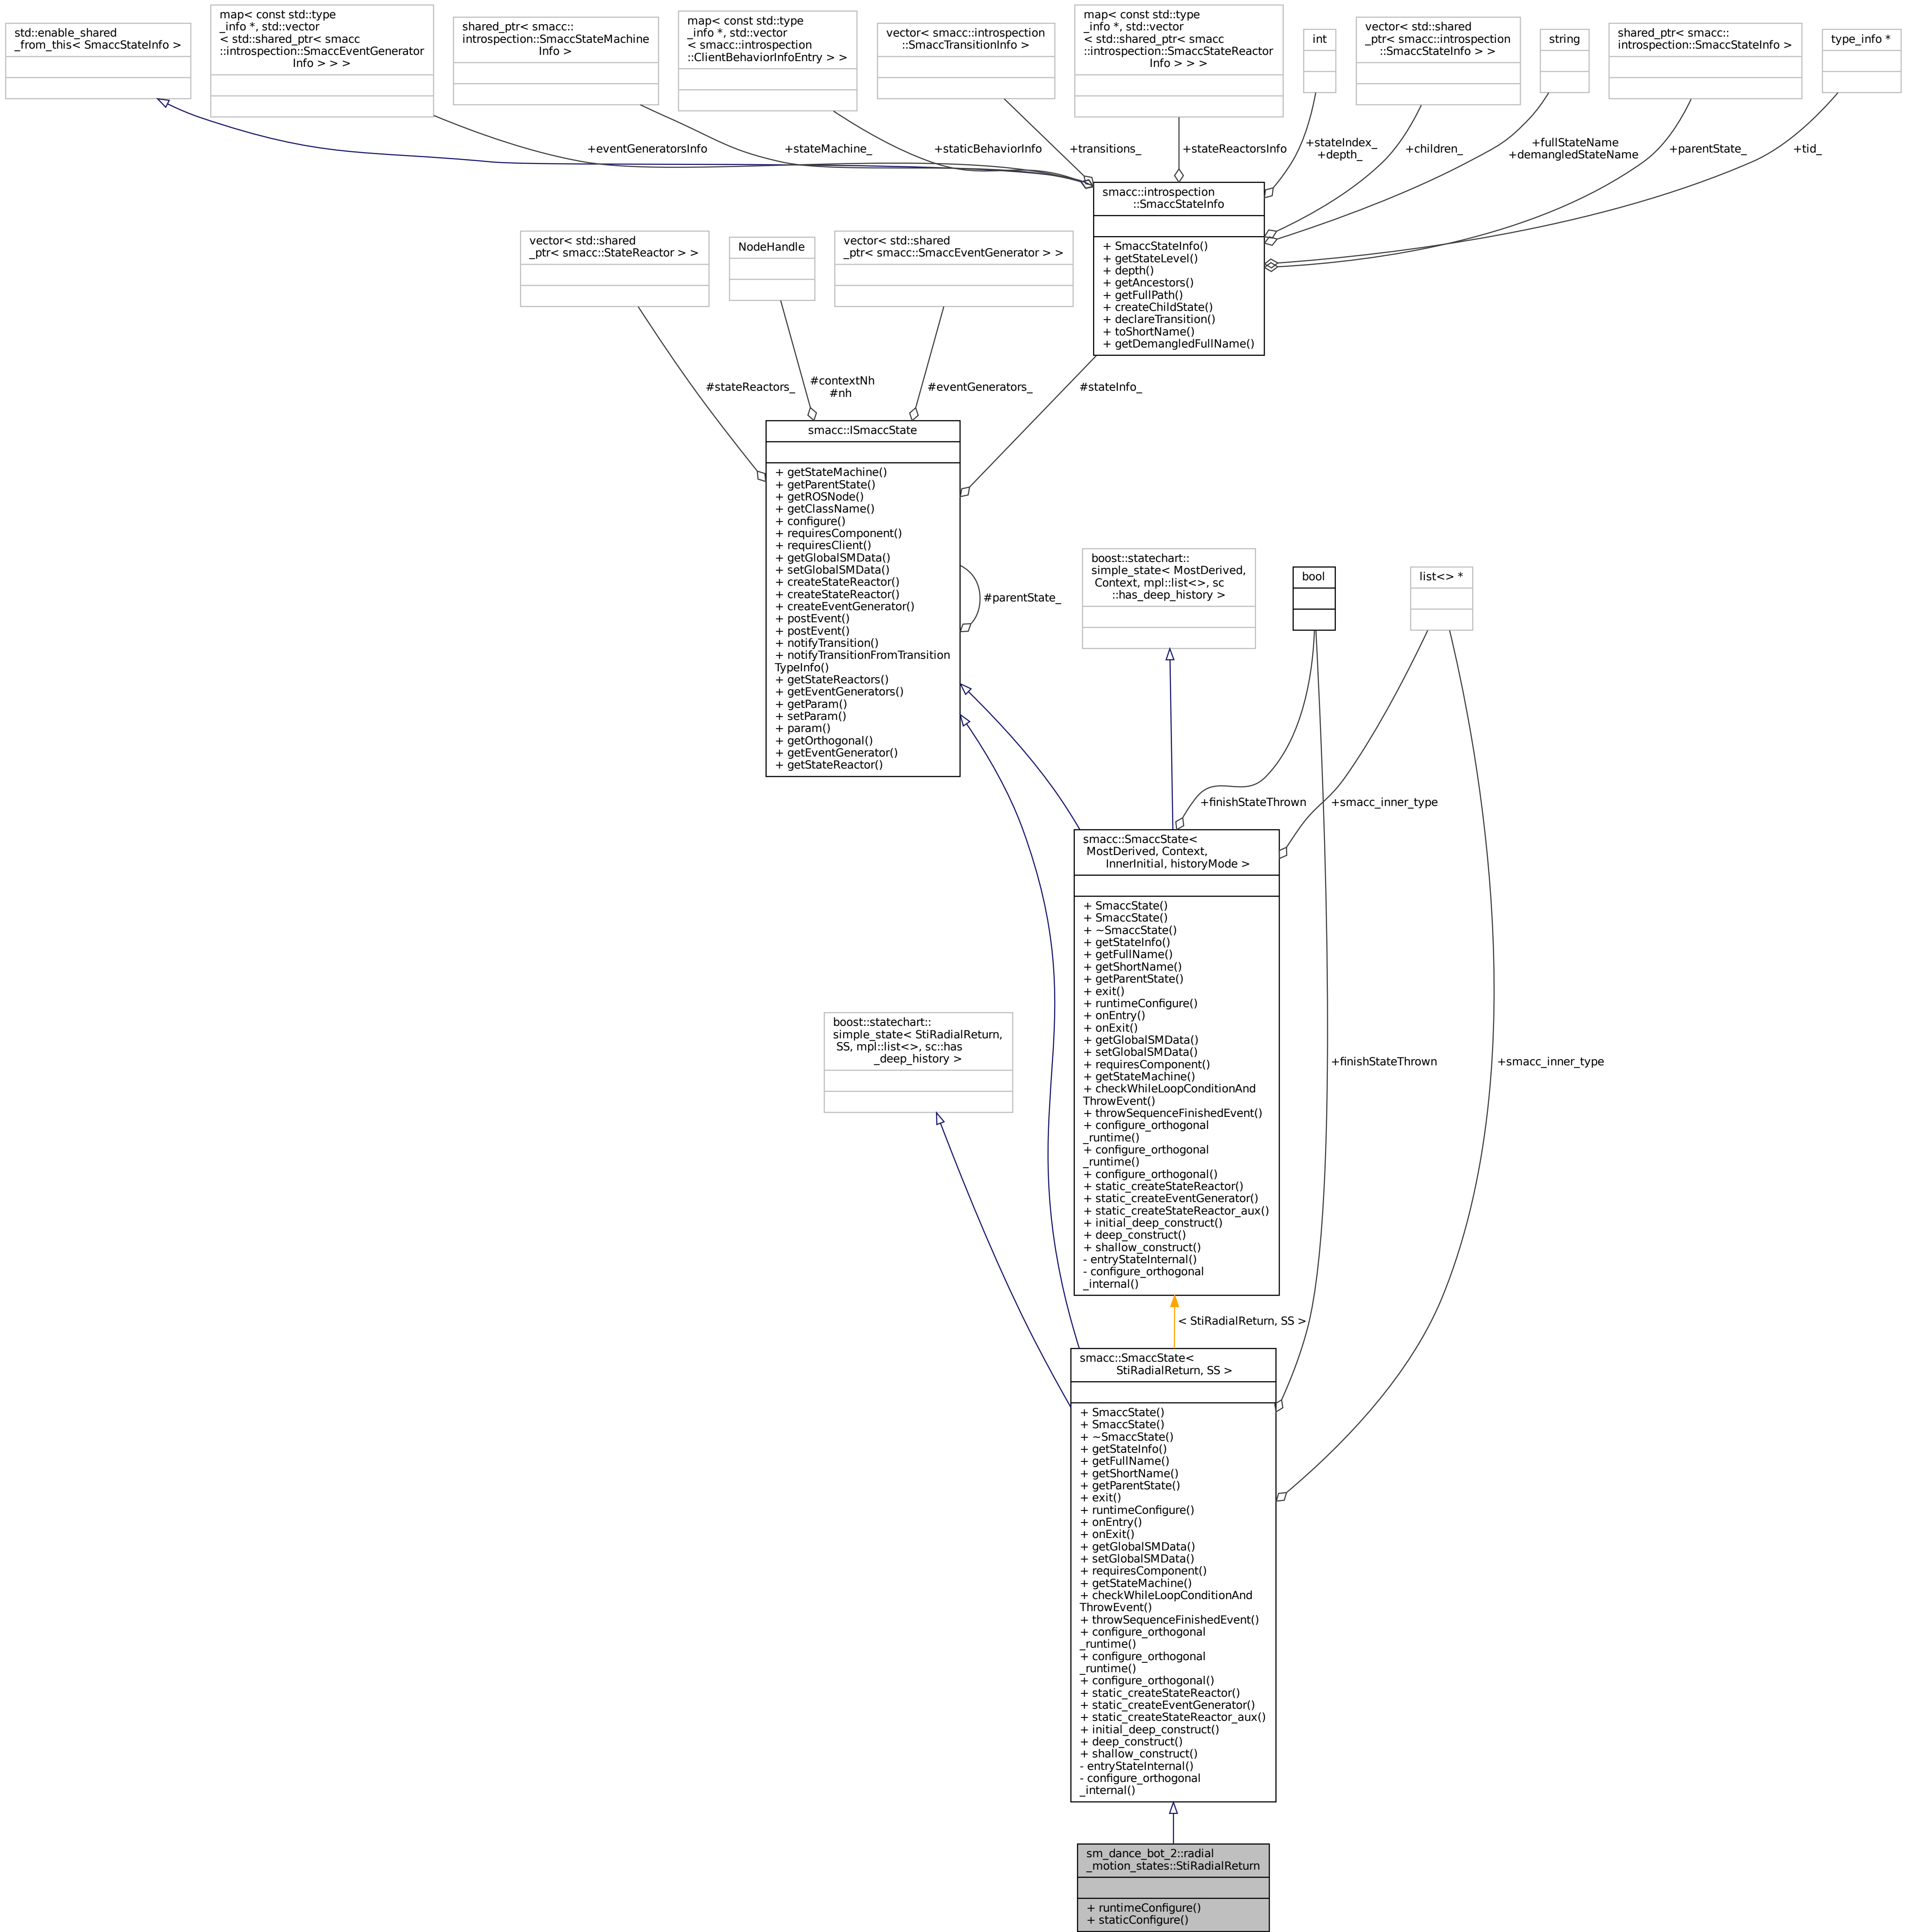 std::enable_shared
_from_this< SmaccStateInfo >
map< const std::type
_info *, std::vector
< std::shared_ptr< smacc
::introspection::SmaccEventGenerator
Info > > >
shared_ptr< smacc::
introspection::SmaccStateMachine
Info >
map< const std::type
_info *, std::vector
< smacc::introspection
::ClientBehaviorInfoEntry > >
vector< smacc::introspection
::SmaccTransitionInfo >
map< const std::type
_info *, std::vector
< std::shared_ptr< smacc
::introspection::SmaccStateReactor
Info > > >
int
vector< std::shared
_ptr< smacc::introspection
::SmaccStateInfo > >
string
shared_ptr< smacc::
introspection::SmaccStateInfo >
type_info *
+eventGeneratorsInfo
+stateMachine_
+staticBehaviorInfo
+transitions_
+stateReactorsInfo
+stateIndex_
+depth_
+children_
+fullStateName
+demangledStateName
+parentState_
+tid_
smacc::introspection
::SmaccStateInfo
+ SmaccStateInfo()
+ getStateLevel()
+ depth()
+ getAncestors()
+ getFullPath()
+ createChildState()
+ declareTransition()
+ toShortName()
+ getDemangledFullName()
vector< std::shared
_ptr< smacc::StateReactor > >
NodeHandle
vector< std::shared
_ptr< smacc::SmaccEventGenerator > >
#stateReactors_
#contextNh
#nh
#eventGenerators_
#stateInfo_
smacc::ISmaccState
+ getStateMachine()
+ getParentState()
+ getROSNode()
+ getClassName()
+ configure()
+ requiresComponent()
+ requiresClient()
+ getGlobalSMData()
+ setGlobalSMData()
+ createStateReactor()
+ createStateReactor()
+ createEventGenerator()
+ postEvent()
+ postEvent()
+ notifyTransition()
+ notifyTransitionFromTransition
TypeInfo()
+ getStateReactors()
+ getEventGenerators()
+ getParam()
+ setParam()
+ param()
+ getOrthogonal()
+ getEventGenerator()
+ getStateReactor()
#parentState_
boost::statechart::
simple_state< MostDerived,
Context, mpl::list<>, sc
::has_deep_history >
bool
list<> *
+finishStateThrown
+smacc_inner_type
smacc::SmaccState<
MostDerived, Context,
InnerInitial, historyMode >
+ SmaccState()
+ SmaccState()
+ ~SmaccState()
+ getStateInfo()
+ getFullName()
+ getShortName()
+ getParentState()
+ exit()
+ runtimeConfigure()
+ onEntry()
+ onExit()
+ getGlobalSMData()
+ setGlobalSMData()
+ requiresComponent()
+ getStateMachine()
+ checkWhileLoopConditionAnd
ThrowEvent()
+ throwSequenceFinishedEvent()
+ configure_orthogonal
_runtime()
+ configure_orthogonal
_runtime()
+ configure_orthogonal()
+ static_createStateReactor()
+ static_createEventGenerator()
+ static_createStateReactor_aux()
+ initial_deep_construct()
+ deep_construct()
+ shallow_construct()
- entryStateInternal()
- configure_orthogonal
_internal()
boost::statechart::
simple_state< StiRadialReturn,
SS, mpl::list<>, sc::has
_deep_history >
+finishStateThrown
+smacc_inner_type
< StiRadialReturn, SS >
smacc::SmaccState<
StiRadialReturn, SS >
+ SmaccState()
+ SmaccState()
+ ~SmaccState()
+ getStateInfo()
+ getFullName()
+ getShortName()
+ getParentState()
+ exit()
+ runtimeConfigure()
+ onEntry()
+ onExit()
+ getGlobalSMData()
+ setGlobalSMData()
+ requiresComponent()
+ getStateMachine()
+ checkWhileLoopConditionAnd
ThrowEvent()
+ throwSequenceFinishedEvent()
+ configure_orthogonal
_runtime()
+ configure_orthogonal
_runtime()
+ configure_orthogonal()
+ static_createStateReactor()
+ static_createEventGenerator()
+ static_createStateReactor_aux()
+ initial_deep_construct()
+ deep_construct()
+ shallow_construct()
- entryStateInternal()
- configure_orthogonal
_internal()
sm_dance_bot_2::radial
_motion_states::StiRadialReturn
+ runtimeConfigure()
+ staticConfigure()